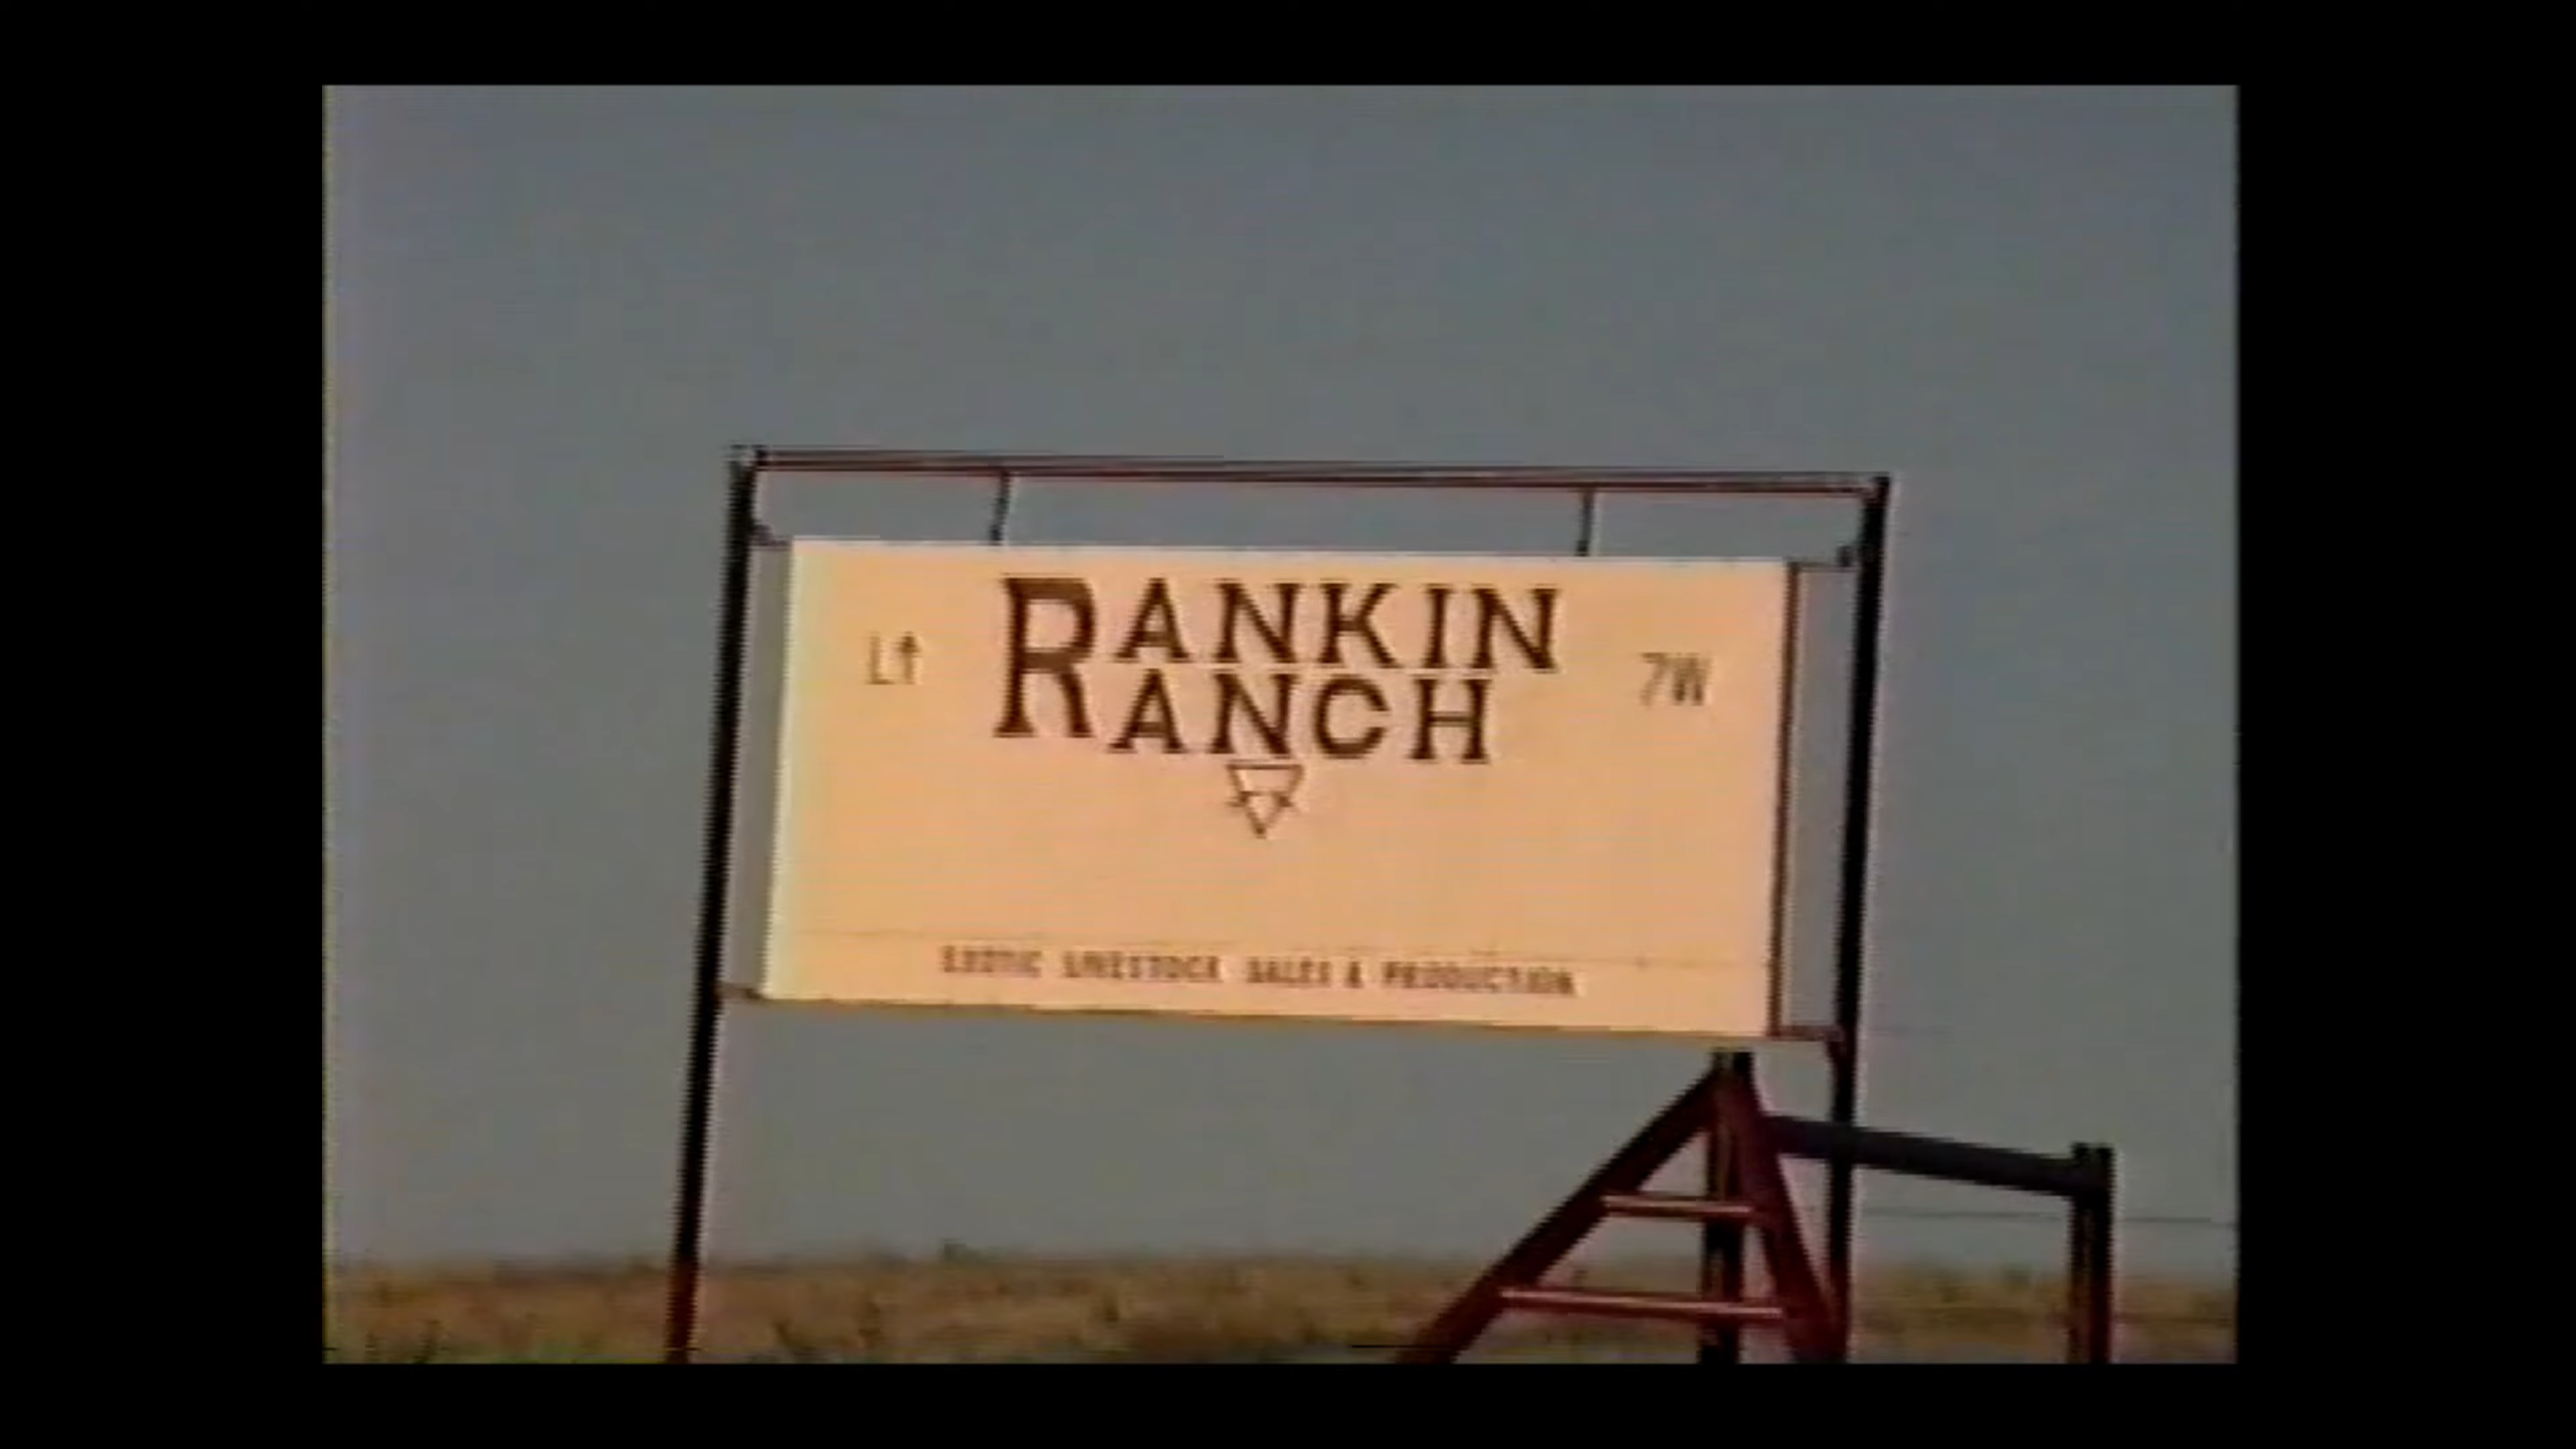 RANKIN
RANCH
L↑
7W
EXOTIC LIVESTOCK SALES & PRODUCTION